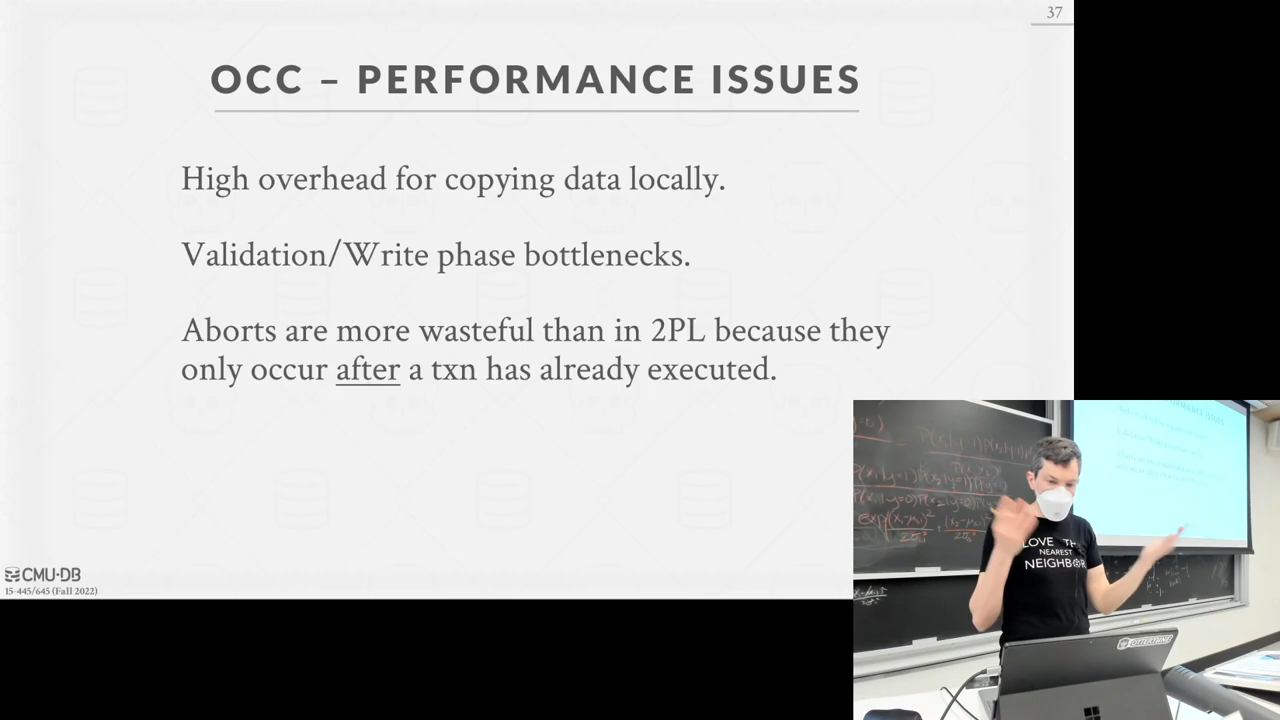 37
OCC – PERFORMANCE ISSUES
High overhead for copying data locally.
Validation/Write phase bottlenecks.
Aborts are more wasteful than in 2PL because they
only occur after a txn has already executed.
CMU·DB
15-445/645 (Fall 2022)
LOVE TH
NEAREST
NEIGHBOR
OTTERTUNE